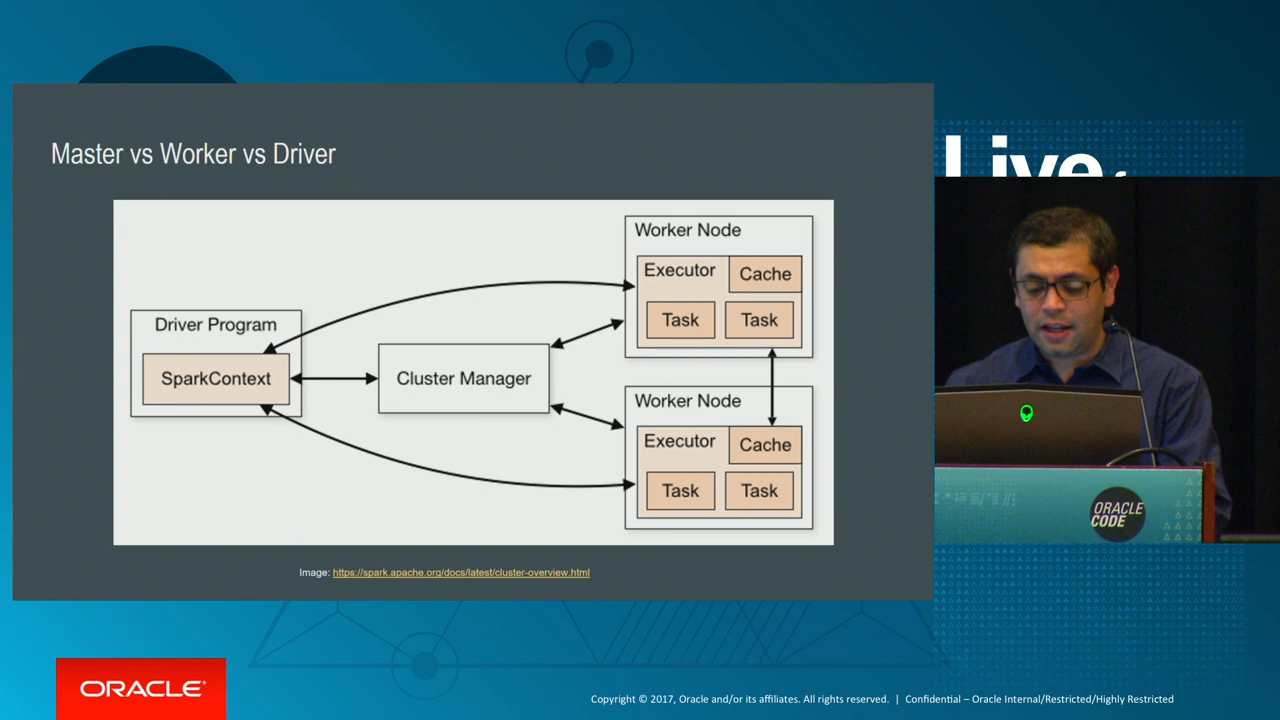 Master vs Worker vs Driver
Driver Program
SparkContext
Cluster Manager
Worker Node
Executor
Cache
Task
Task
Worker Node
Executor
Cache
Task
Task
Image: https://spark.apache.org/docs/latest/cluster-overview.html
Live
ORACLE
CODE
ORACLE®
Copyright © 2017, Oracle and/or its affiliates. All rights reserved. | Confidential – Oracle Internal/Restricted/Highly Restricted